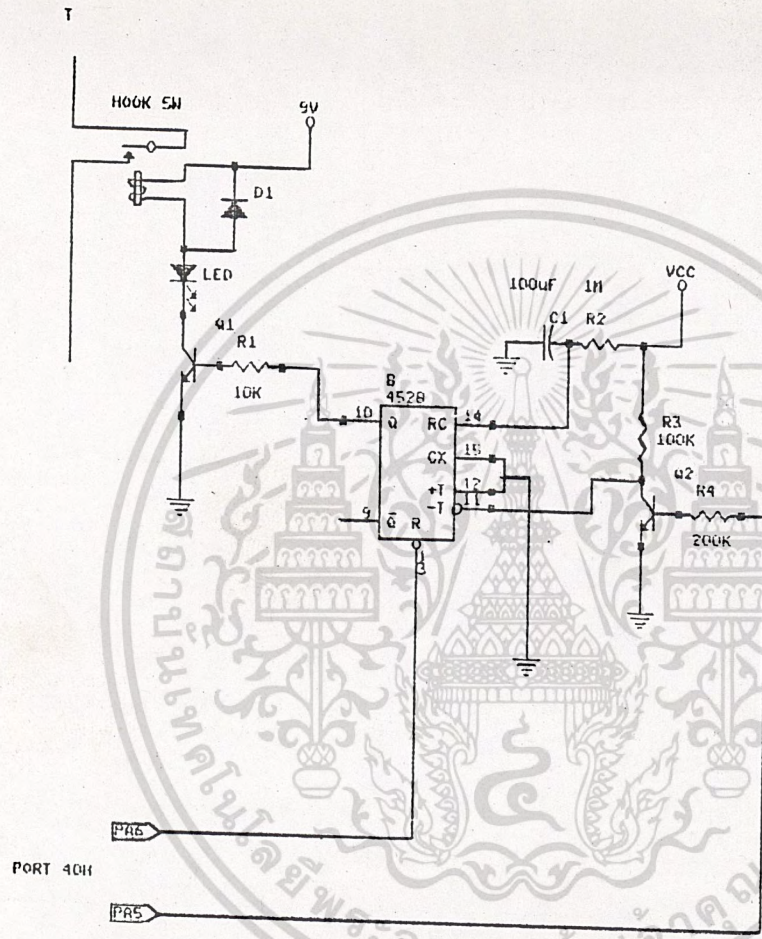 T
HOOK SW
9V
D1
LED
Q1
R1
10K
B
4528
10
Q
RC
14
CX
15
+T
12
-T
11
9
Q̅
R
13
100uF
1M
C1
R2
VCC
R3
100K
Q2
R4
200K
PA6
PORT 40H
PA5